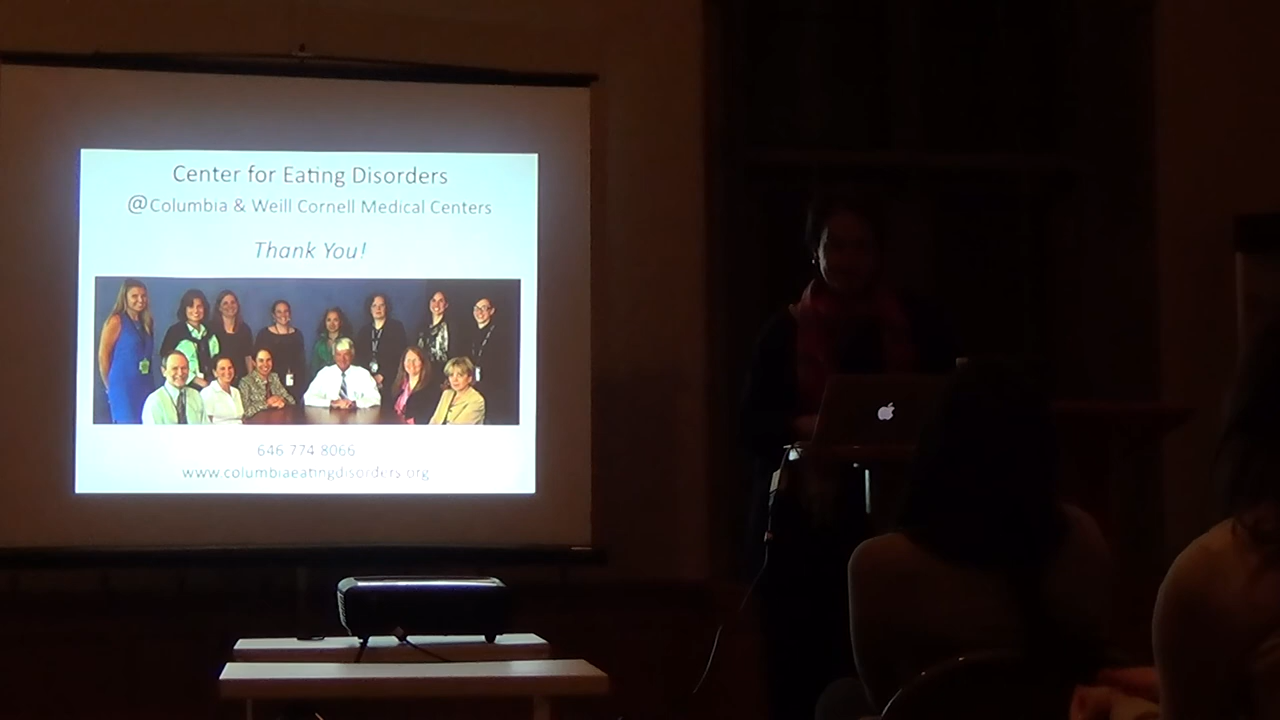 Center for Eating Disorders
@Columbia & Weill Cornell Medical Centers
Thank You!
646 774 8066
www.columbiaeatingdisorders.org